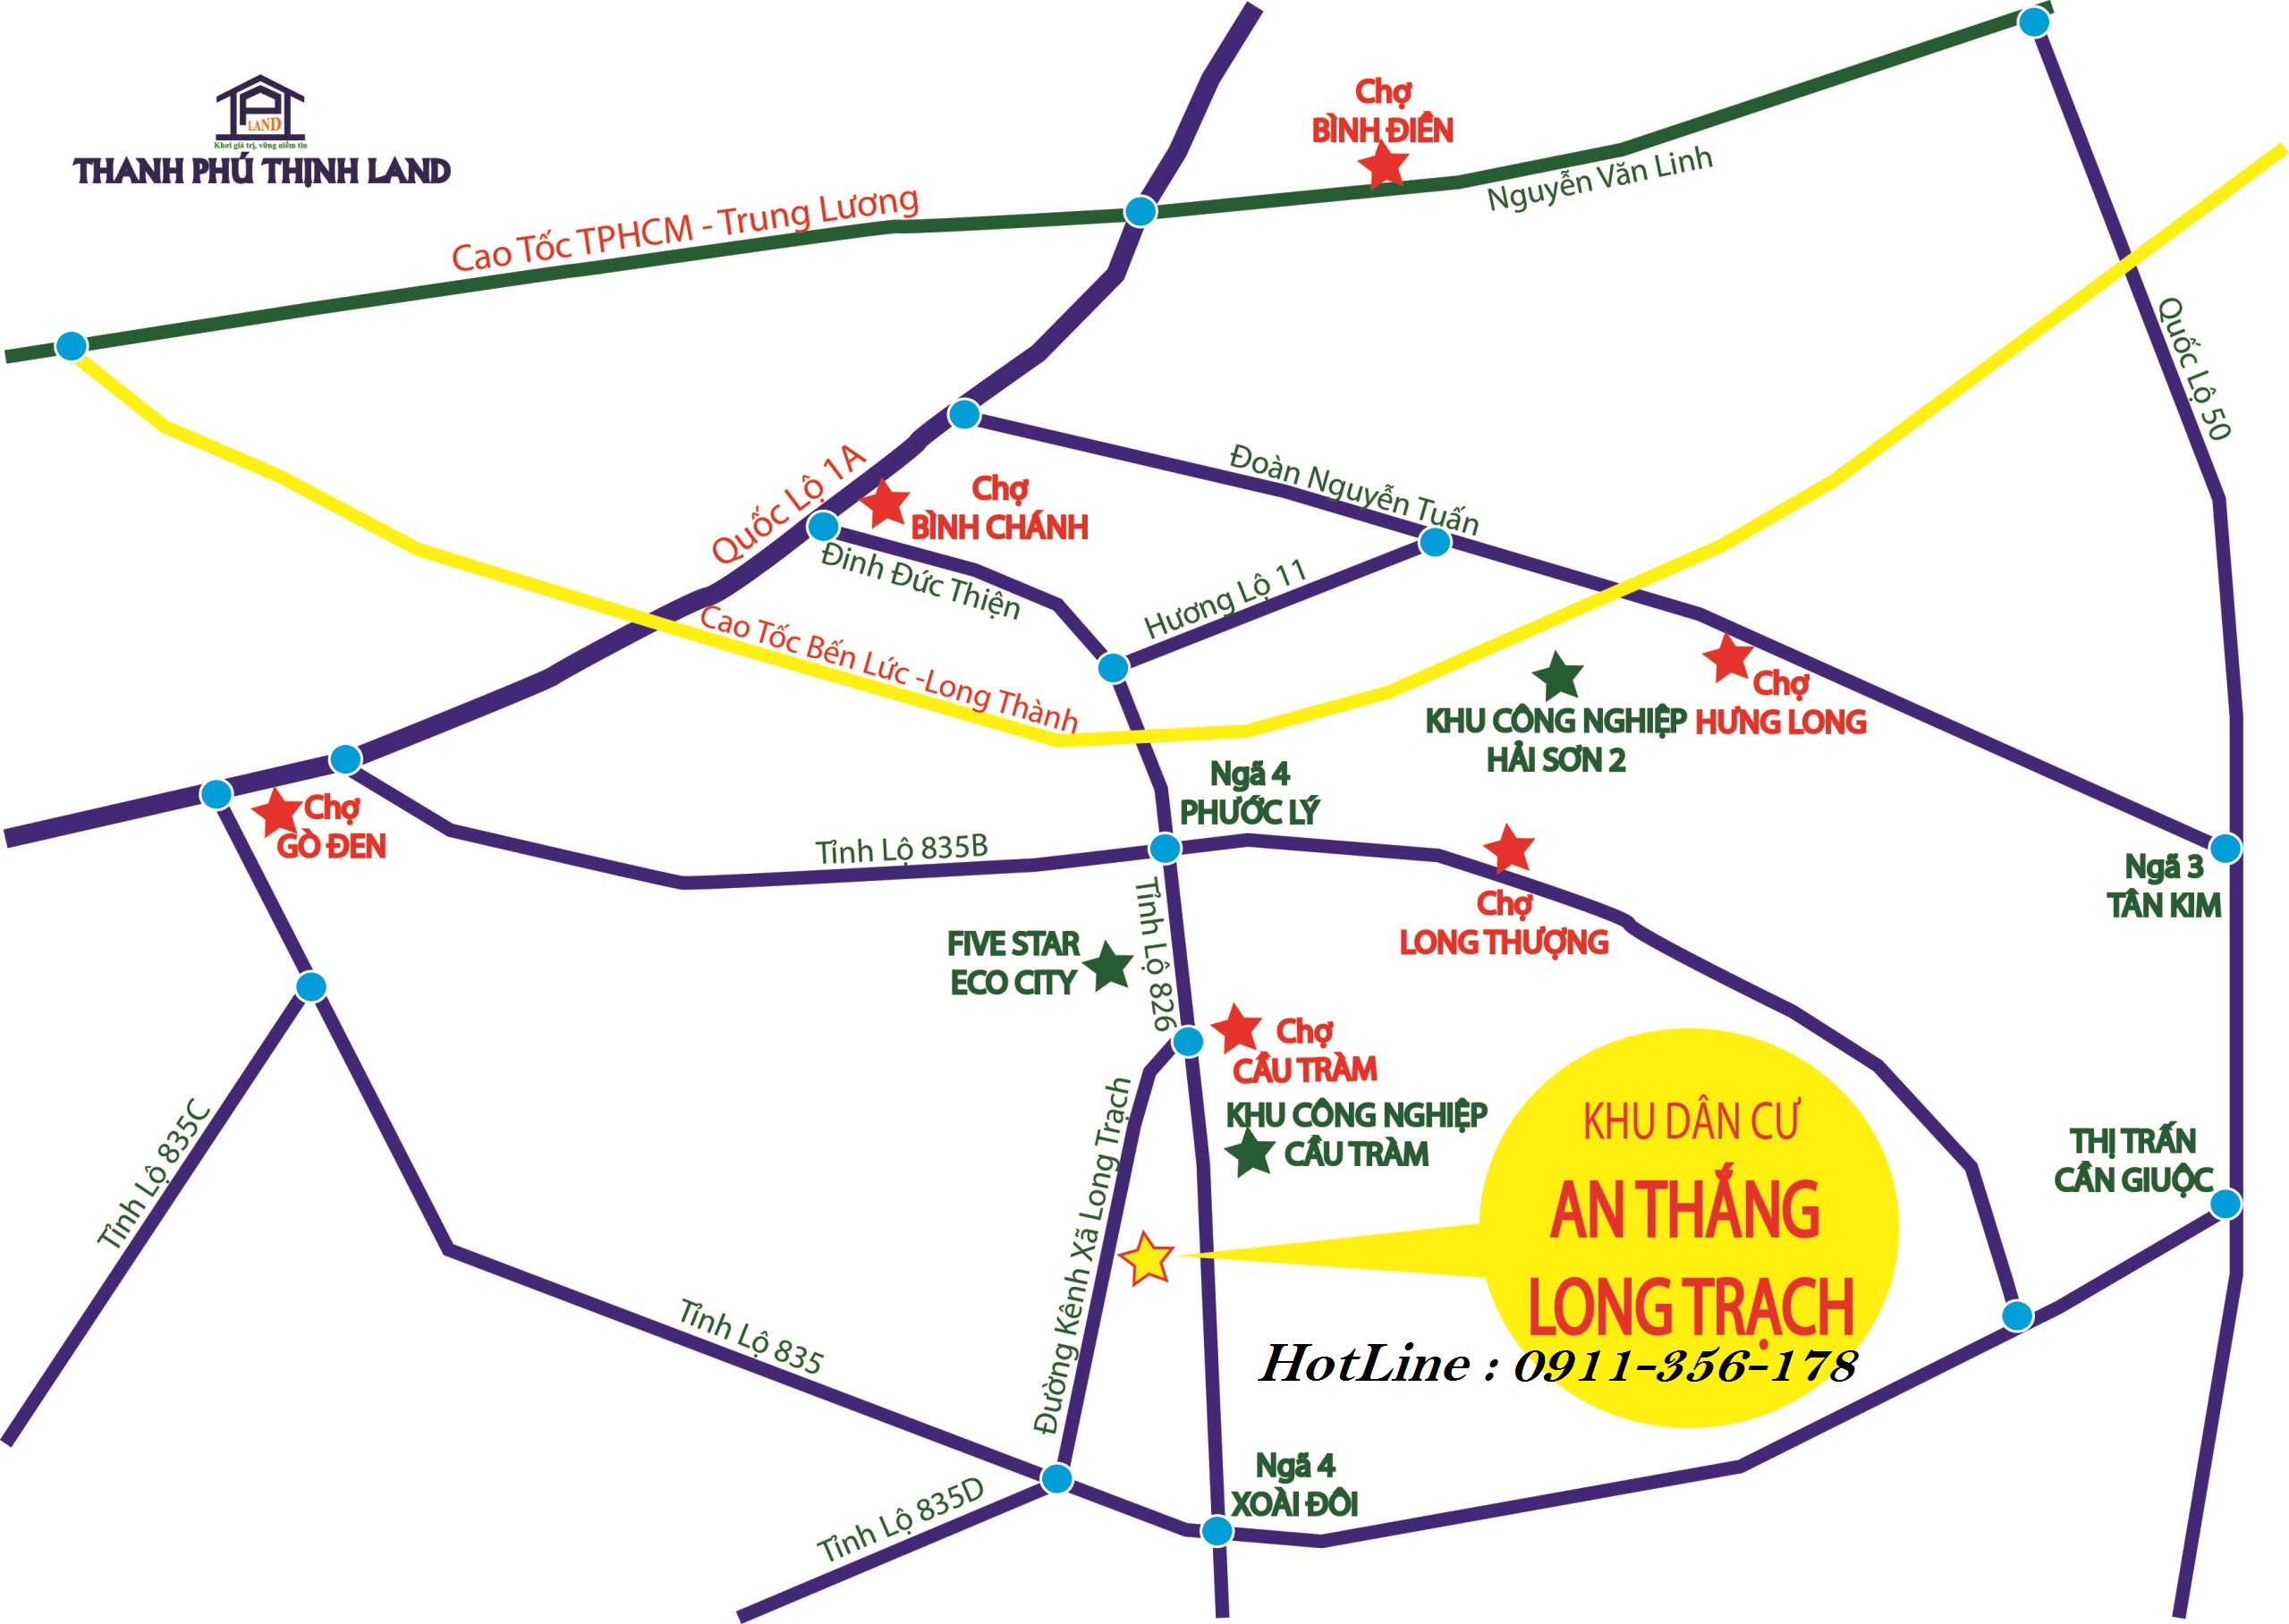 LAND
Khơi giá trị, vững niềm tin
THANH PHÚ THỊNH LAND
Chợ
BÌNH ĐIỀN
Nguyễn Văn Linh
Cao Tốc TPHCM - Trung Lương
Quốc Lộ 50
Quốc Lộ 1A
Chợ
BÌNH CHÁNH
Đoàn Nguyễn Tuấn
Đinh Đức Thiện
Hương Lộ 11
Cao Tốc Bến Lức -Long Thành
KHU CÔNG NGHIỆP
HẢI SƠN 2
Chợ
HƯNG LONG
Ngã 4
PHƯỚC LÝ
Chợ
GÒ ĐEN
Tỉnh Lộ 835B
Ngã 3
TÂN KIM
Chợ
LONG THƯỢNG
FIVE STAR
ECO CITY
Tỉnh Lộ 826
Chợ
CẦU TRÀM
KHU CÔNG NGHIỆP
CẦU TRÀM
Tỉnh Lộ 835C
Đường Kênh Xã Long Trạch
KHU DÂN CƯ
AN THẮNG
LONG TRẠCH
HotLine : 0911-356-178
THỊ TRẤN
CẦN GIUỘC
Tỉnh Lộ 835
Ngã 4
XOÀI ĐÔI
Tỉnh Lộ 835D